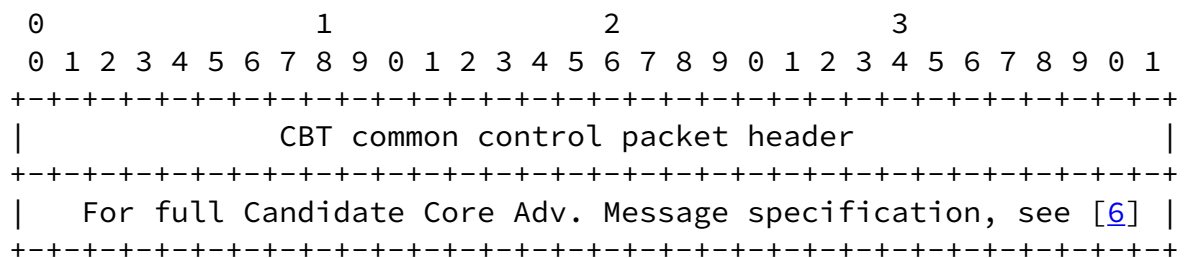 0                   1                   2                   3
 0 1 2 3 4 5 6 7 8 9 0 1 2 3 4 5 6 7 8 9 0 1 2 3 4 5 6 7 8 9 0 1
+-+-+-+-+-+-+-+-+-+-+-+-+-+-+-+-+-+-+-+-+-+-+-+-+-+-+-+-+-+-+-+-+
|              CBT common control packet header                 |
+-+-+-+-+-+-+-+-+-+-+-+-+-+-+-+-+-+-+-+-+-+-+-+-+-+-+-+-+-+-+-+-+
|   For full Candidate Core Adv. Message specification, see [6] |
+-+-+-+-+-+-+-+-+-+-+-+-+-+-+-+-+-+-+-+-+-+-+-+-+-+-+-+-+-+-+-+-+